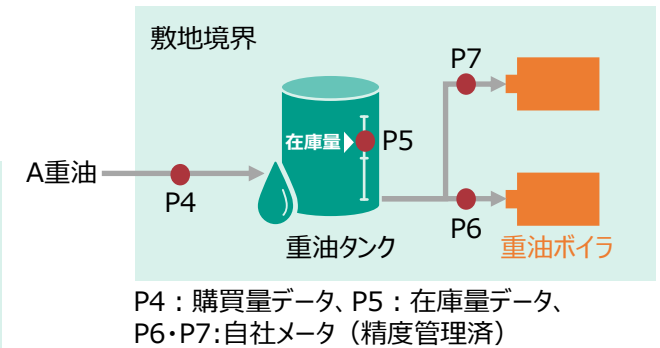 敷地境界
P7
在庫量
P5
A重油
P4
重油タンク
P6
重油ボイラ
P4：購買量データ、P5：在庫量データ、
P6・P7:自社メータ（精度管理済）